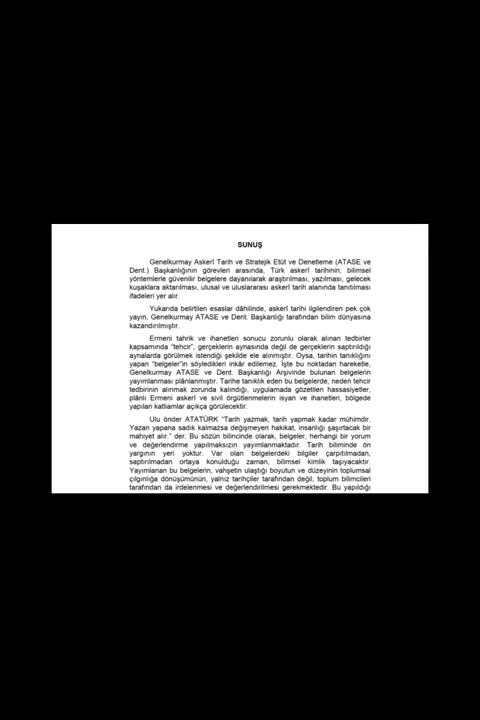 SUNUŞ
Genelkurmay Askerî Tarih ve Stratejik Etüt ve Denetleme (ATASE ve
Dent.) Başkanlığının görevleri arasında, Türk askerî tarihinin; bilimsel
yöntemlerle güvenilir belgelere dayanılarak araştırılması, yazılması, gelecek
kuşaklara aktarılması, ulusal ve uluslararası askerî tarih alanında tanıtılması
ifadeleri yer alır.
Yukarıda belirtilen esaslar dâhilinde, askerî tarihi ilgilendiren pek çok
yayın, Genelkurmay ATASE ve Dent. Başkanlığı tarafından bilim dünyasına
kazandırılmıştır.
Ermeni tahrik ve ihanetleri sonucu zorunlu olarak alınan tedbirler
kapsamında “tehcir”, gerçeklerin aynasında değil de gerçeklerin saptırıldığı
aynalarda görülmek istendiği şekilde ele alınmıştır. Oysa, tarihin tanıklığını
yapan “belgeler”in söyledikleri inkâr edilemez. İşte bu noktadan hareketle,
Genelkurmay ATASE ve Dent. Başkanlığı Arşivinde bulunan belgelerin
yayımlanması plânlanmıştır. Tarihe tanıklık eden bu belgelerde, neden tehcir
tedbirinin alınmak zorunda kalındığı, uygulamada gözetilen hassasiyetler,
plânlı Ermeni askerî ve sivil örgütlenmelerin isyan ve ihanetleri, bölgede
yapılan katliamlar açıkça görülecektir.
Ulu önder ATATÜRK “Tarih yazmak, tarih yapmak kadar mühimdir.
Yazan yapana sadık kalmazsa değişmeyen hakikat, insanlığı şaşırtacak bir
mahiyet alır.” der. Bu sözün bilincinde olarak, belgeler, herhangi bir yorum
ve değerlendirme yapılmaksızın yayımlanmaktadır. Tarih biliminde ön
yargının yeri yoktur. Var olan belgelerdeki bilgiler çarpıtılmadan,
saptırılmadan ortaya konulduğu zaman, bilimsel kimlik taşıyacaktır.
Yayımlanan bu belgelerin, vahşetin ulaştığı boyutun ve düzeyinin toplumsal
çılgınlığa dönüşümünün, yalnız tarihçiler tarafından değil, toplum bilimcileri
tarafından da irdelenmesi ve değerlendirilmesi gerekmektedir. Bu yapıldığı